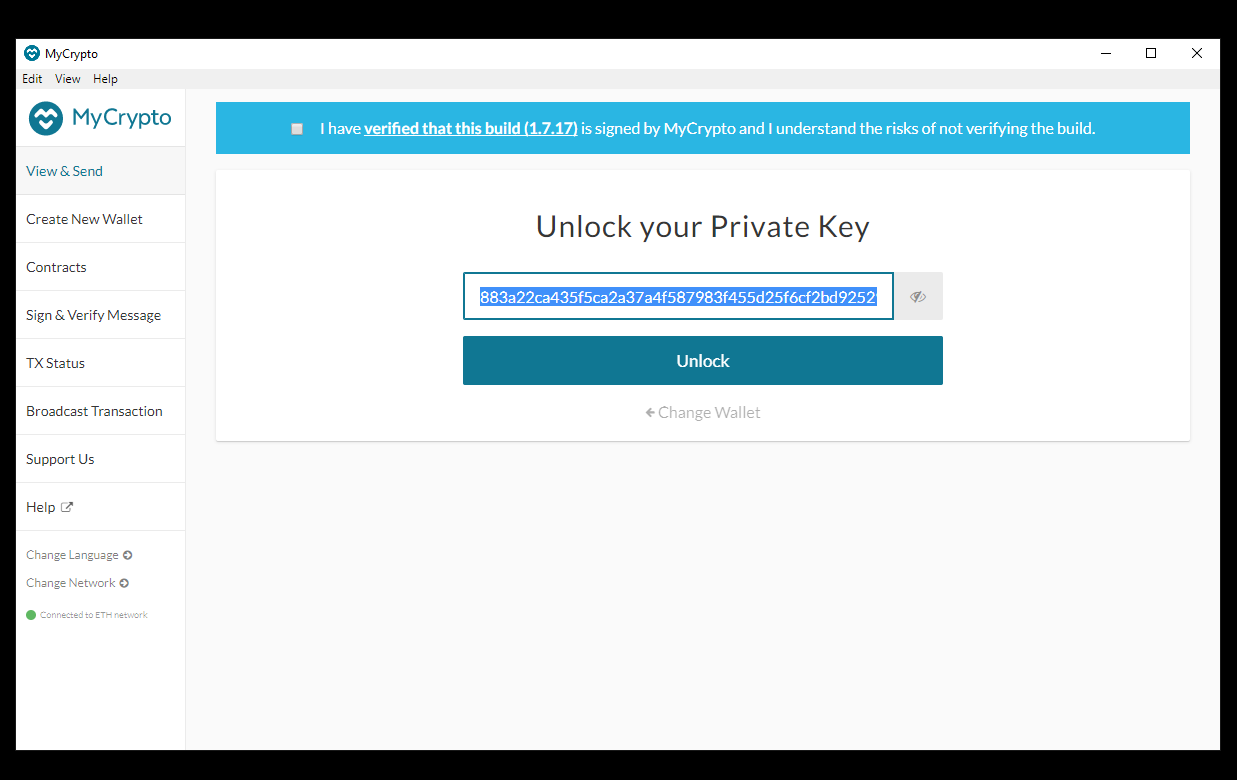 MyCrypto
Edit View Help
MyCrypto
I have verified that this build (1.7.17) is signed by MyCrypto and I understand the risks of not verifying the build.
View & Send
Create New Wallet
Contracts
Sign & Verify Message
TX Status
Broadcast Transaction
Support Us
Help
Change Language
Change Network
Connected to ETH network
Unlock your Private Key
883a22ca435f5ca2a37a4f587983f455d25f6cf2bd9252
Unlock
Change Wallet